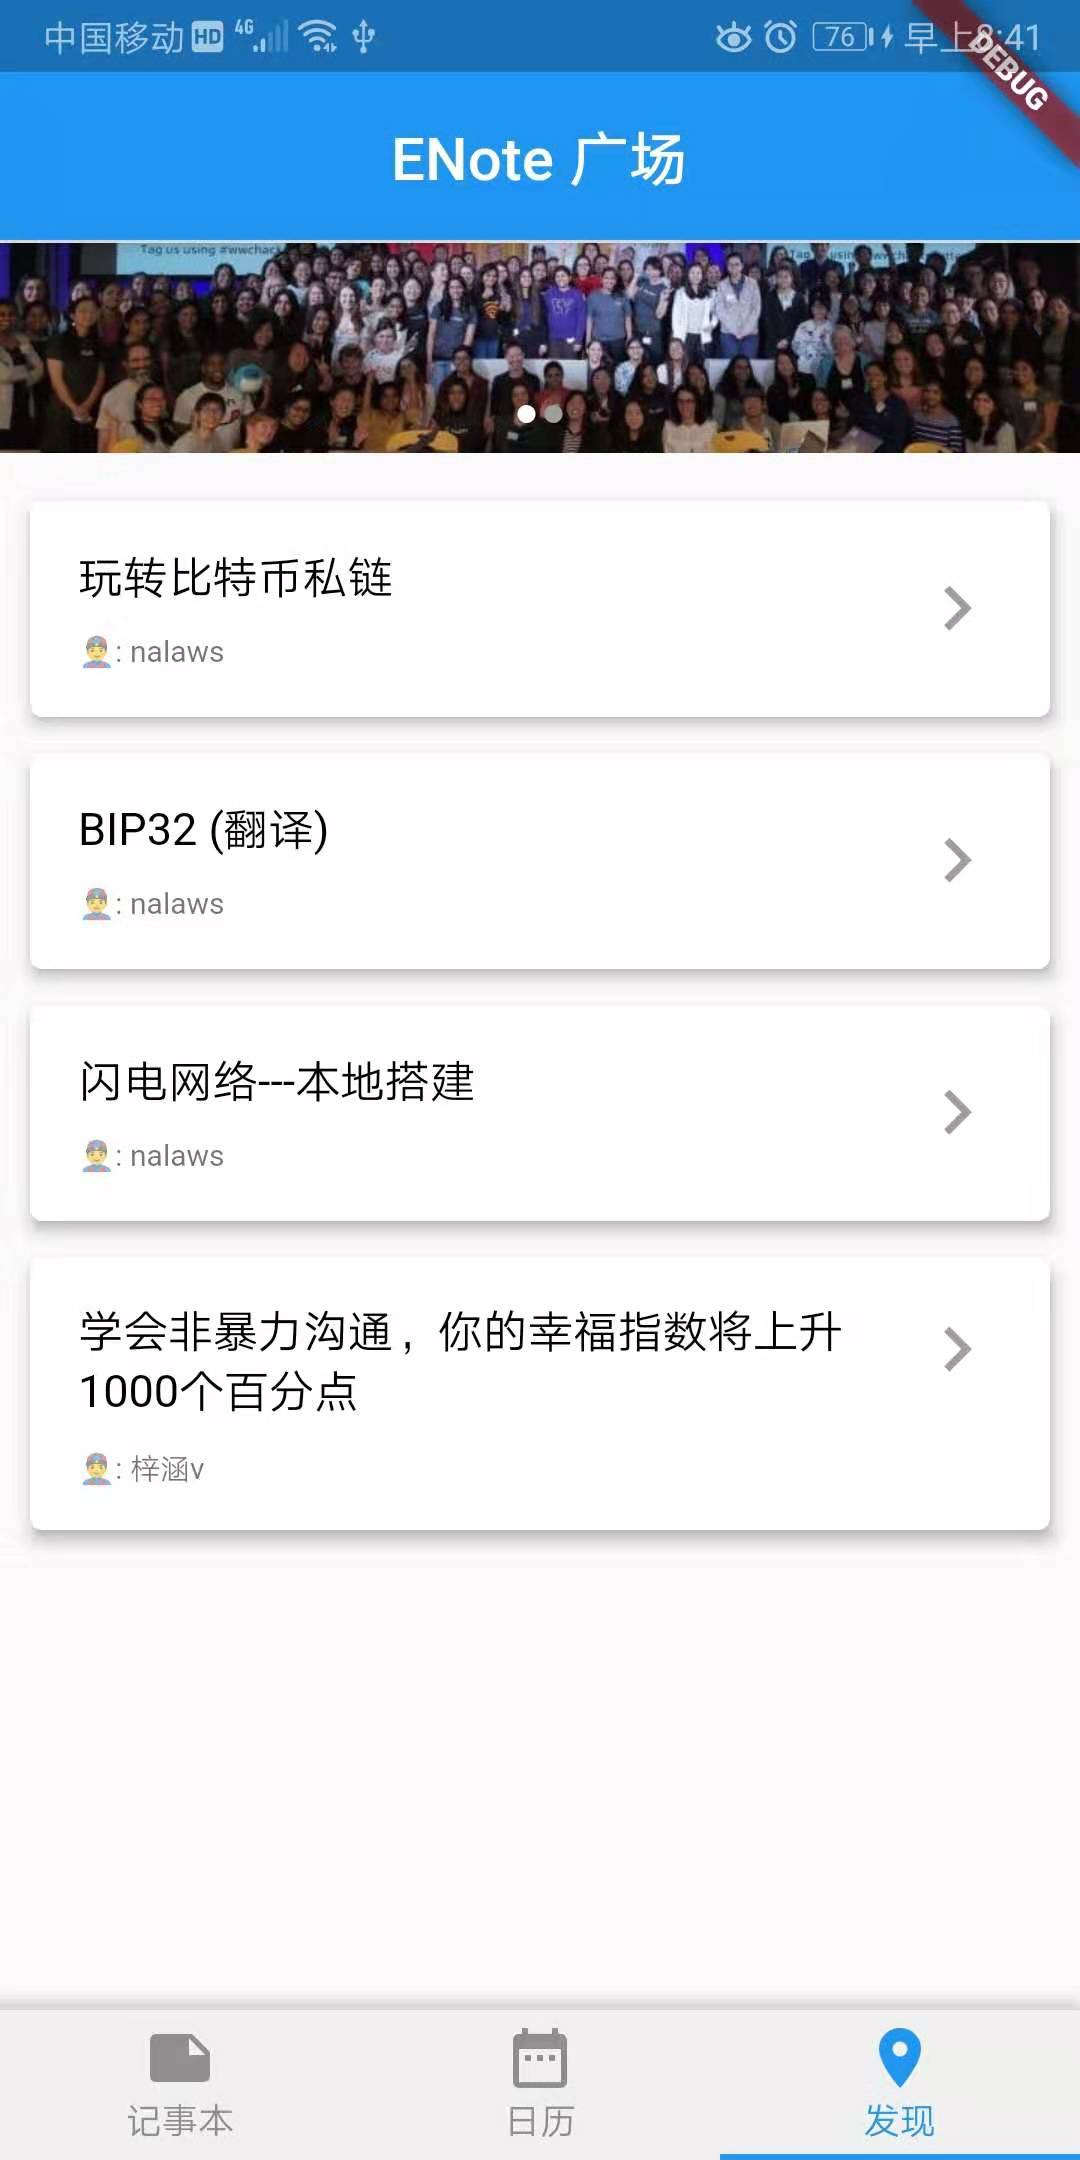 中国移动 HD 4G 76 早上8:41
DEBUG
ENote 广场
Tag us using #wwchac
玩转比特币私链
: nalaws
BIP32 (翻译)
: nalaws
闪电网络---本地搭建
: nalaws
学会非暴力沟通，你的幸福指数将上升
1000个百分点
: 梓涵v
记事本 日历 发现